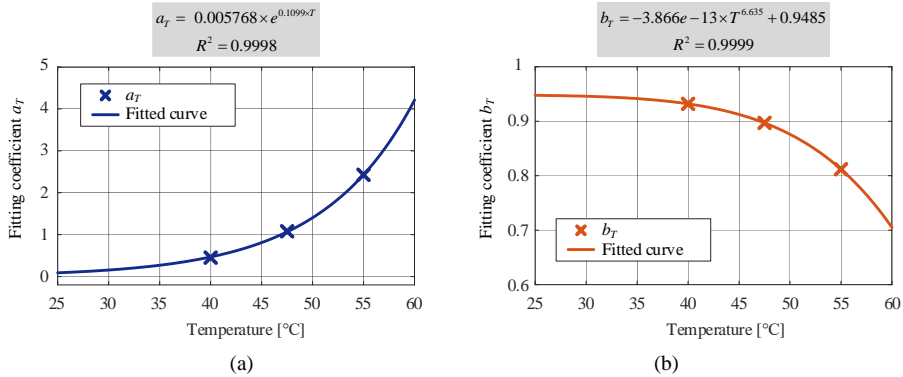 a_T = 0.005768×e^{0.1099×T}
R² = 0.9998
5
4
3
2
1
0
25 30 35 40 45 50 55 60
Fitting coefficient a_T
Temperature [°C]
a_T
Fitted curve
(a)
b_T = −3.866e−13×T^{6.635}+0.9485
R² = 0.9999
1
0.9
0.8
0.7
0.6
25 30 35 40 45 50 55 60
Fitting coefficient b_T
Temperature [°C]
b_T
Fitted curve
(b)